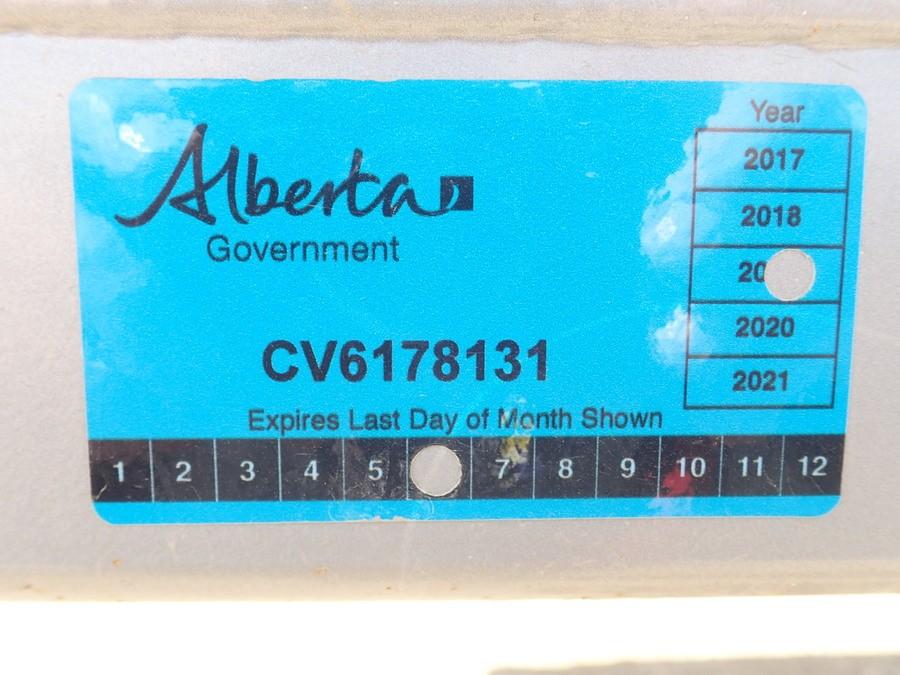 Alberta
Government
CV6178131
Expires Last Day of Month Shown
1 2 3 4 5 7 8 9 10 11 12
Year
2017
2018
20
2020
2021